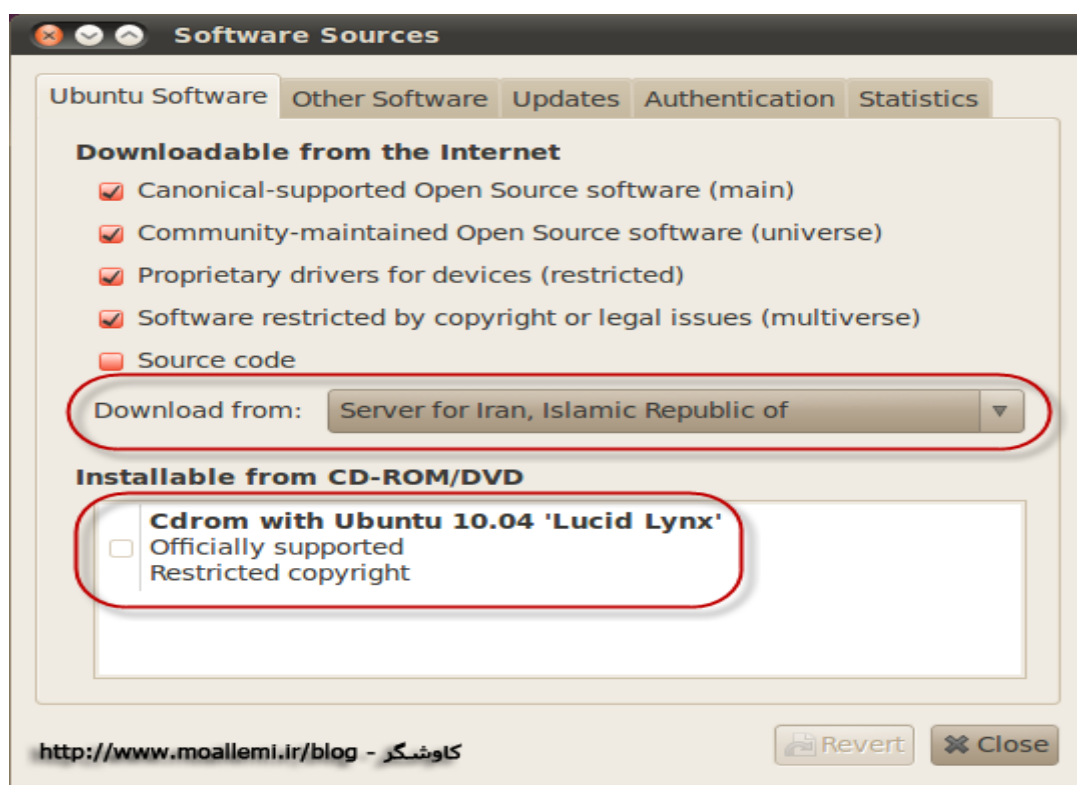 Software Sources
Ubuntu Software Other Software Updates Authentication Statistics
Downloadable from the Internet
Canonical-supported Open Source software (main)
Community-maintained Open Source software (universe)
Proprietary drivers for devices (restricted)
Software restricted by copyright or legal issues (multiverse)
Source code
Download from: Server for Iran, Islamic Republic of
Installable from CD-ROM/DVD
Cdrom with Ubuntu 10.04 'Lucid Lynx'
Officially supported
Restricted copyright
Revert Close
http://www.moallemi.ir/blog - کاوشگر